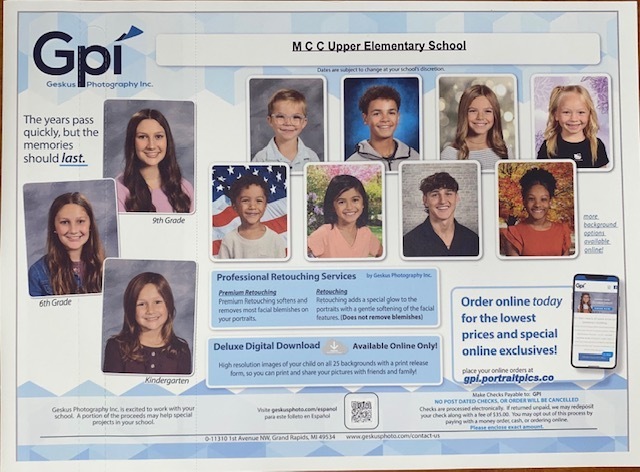 Gpi
Geskus Photography Inc.
M C C Upper Elementary School
Dates are subject to change at your school's discretion.
The years pass
quickly, but the
memories
should last.
9th Grade
6th Grade
Kindergarten
more
background
options
available
online!
Professional Retouching Services by Geskus Photography Inc.
Premium Retouching
Premium Retouching softens and
removes most facial blemishes on
your portraits.
Retouching
Retouching adds a special glow to the
portraits with a gentle softening of the facial
features. (Does not remove blemishes)
Deluxe Digital Download Available Online Only!
High resolution images of your child on all 25 backgrounds with a print release
form, so you can print and share your pictures with friends and family!
Order online today
for the lowest
prices and special
online exclusives!
place your online orders at
gpi.portraitpics.co
Gpi
Geskus Photography Inc. is excited to work with your
school. A portion of the proceeds may help special
projects in your school.
Visit geskusphoto.com/espanol
para este folleto en Español
Make Checks Payable to: GPI
NO POST DATED CHECKS, OR ORDER WILL BE CANCELLED
Checks are processed electronically. If returned unpaid, we may redeposit
your check along with a fee of $35.00. You may opt out of this process by
paying with a money order, cash, or ordering online.
Please enclose exact amount.
0-11310 1st Avenue NW, Grand Rapids, MI 49534 www.geskusphoto.com/contact-us